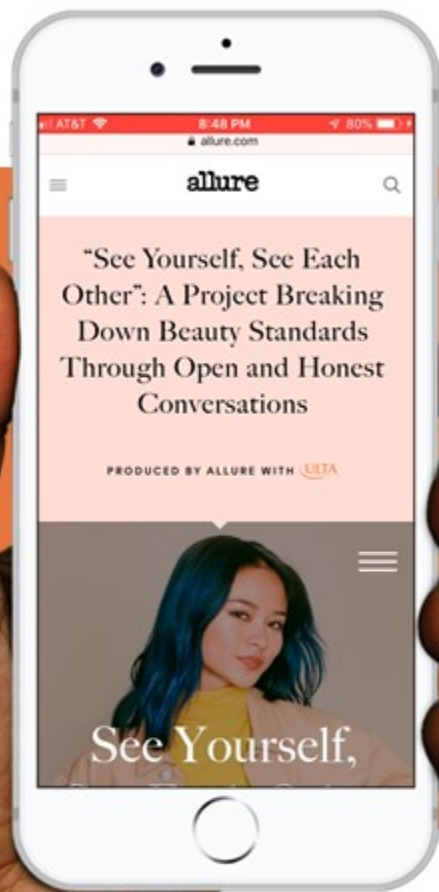 AT&T 8:48 PM 80%
allure.com
allure
“See Yourself, See Each
Other”: A Project Breaking
Down Beauty Standards
Through Open and Honest
Conversations
PRODUCED BY ALLURE WITH ULTA
See Yourself,